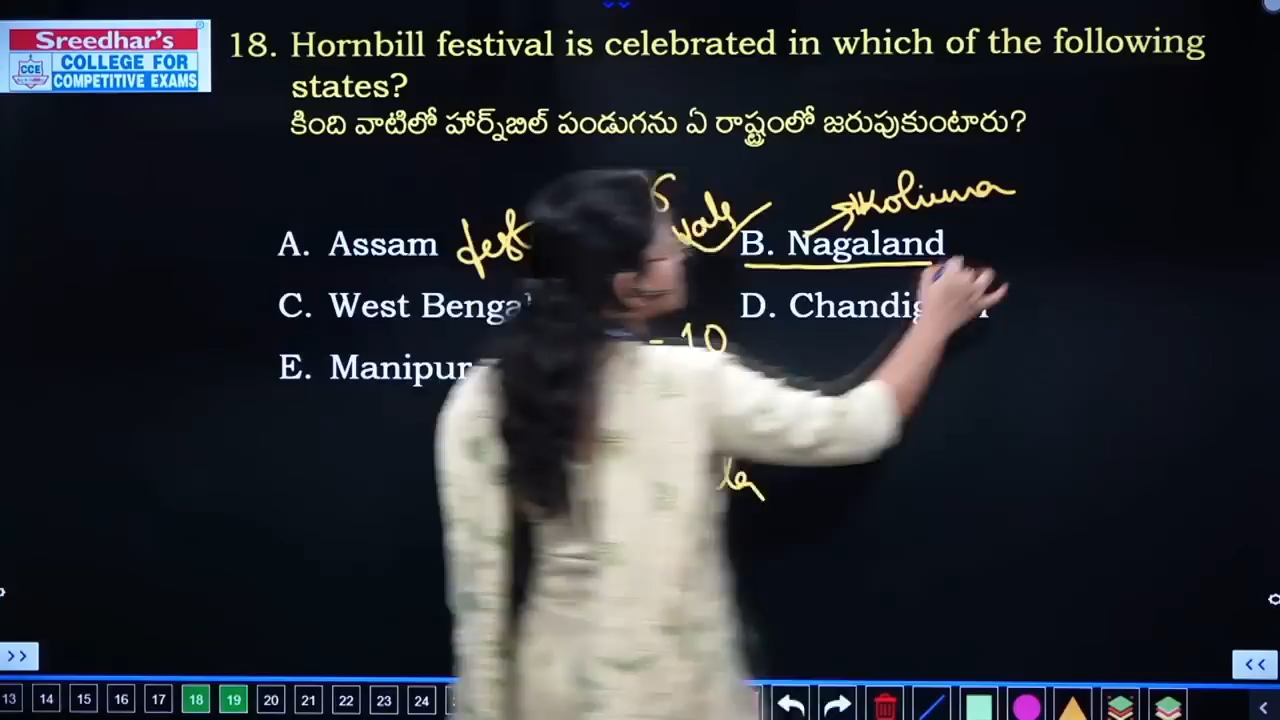 Sreedhar's
CCE
COLLEGE FOR
COMPETITIVE EXAMS
18. Hornbill festival is celebrated in which of the following
states?
కింది వాటిలో హార్న్‌బిల్ పండుగను ఏ రాష్ట్రంలో జరుపుకుంటారు?
Kohima
A. Assam
B. Nagaland
C. West Benga
D. Chandig
- 10
E. Manipur
>>
<<
13 14 15 16 17 18 19 20 21 22 23 24
<